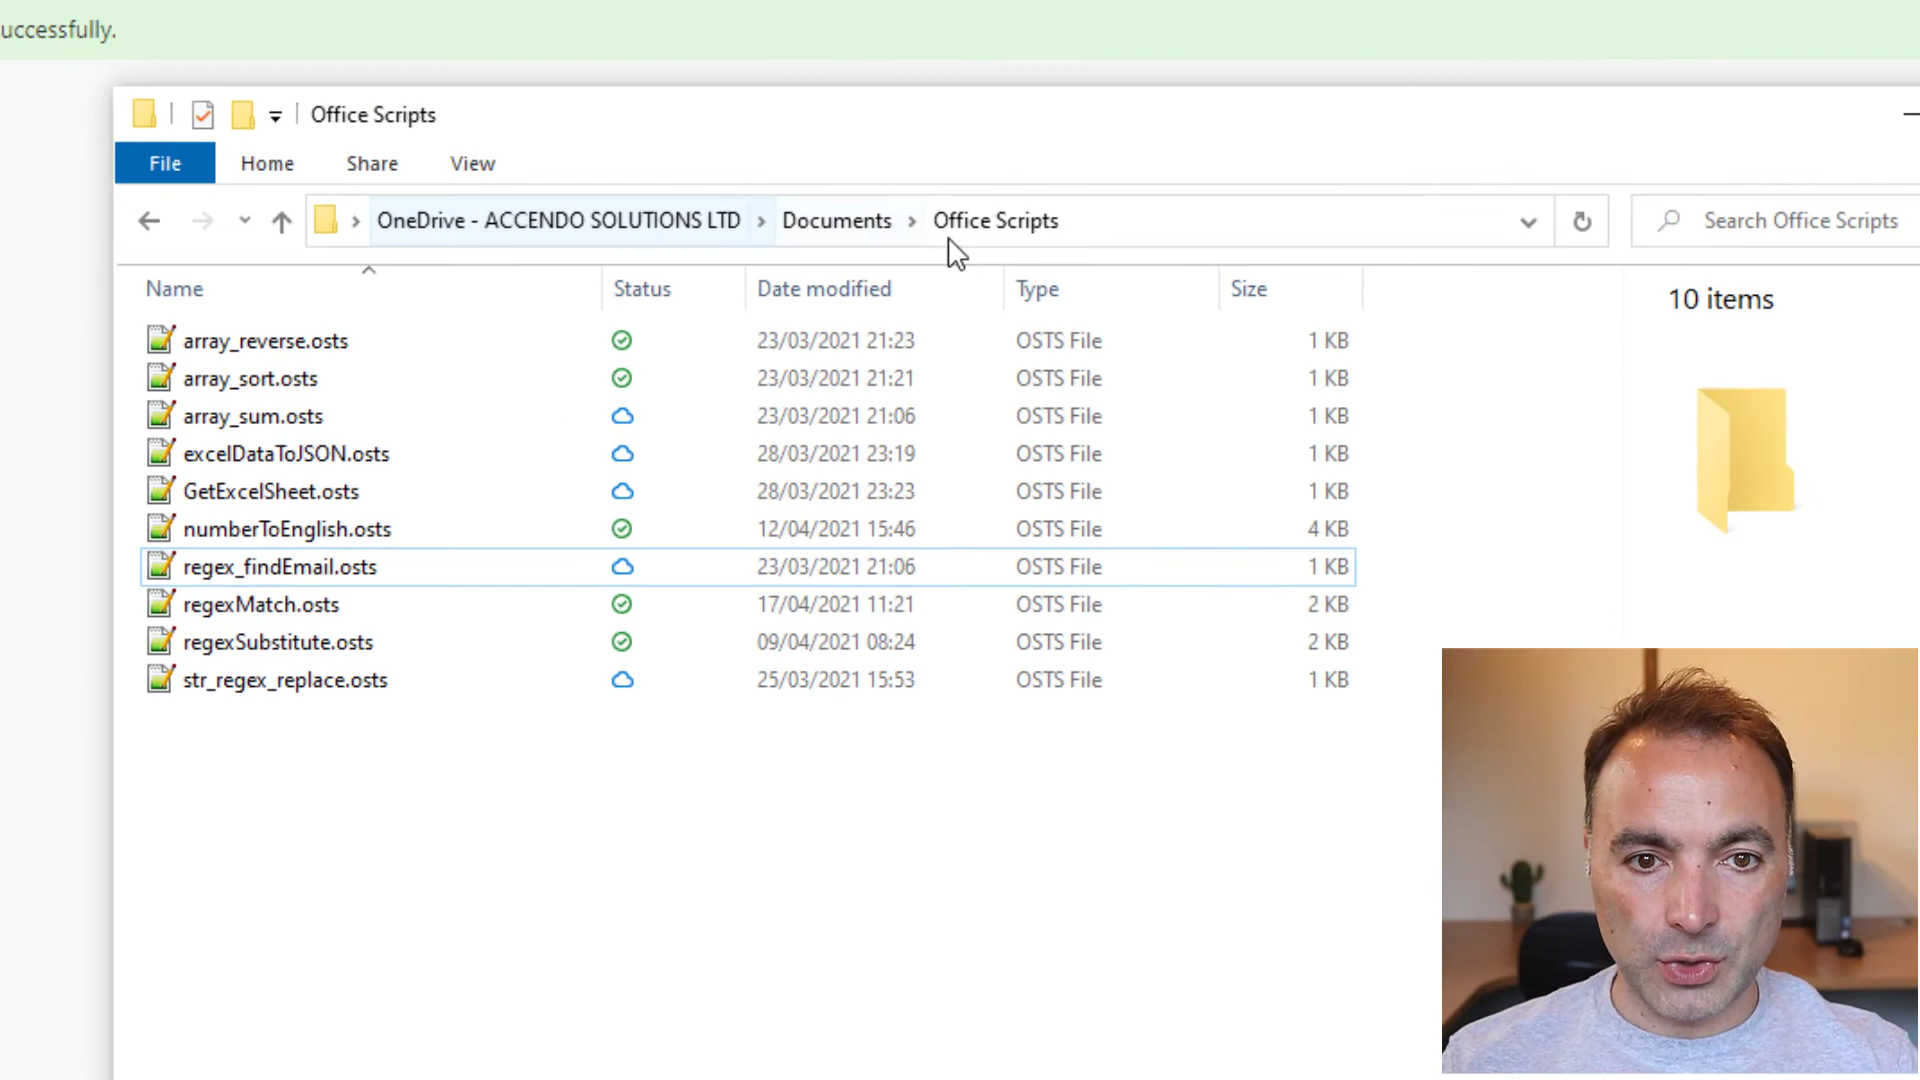 uccessfully.
Office Scripts
File Home Share View
OneDrive - ACCENDO SOLUTIONS LTD Documents Office Scripts Search Office Scripts
Name Status Date modified Type Size
10 items
array_reverse.osts 23/03/2021 21:23 OSTS File 1 KB
array_sort.osts 23/03/2021 21:21 OSTS File 1 KB
array_sum.osts 23/03/2021 21:06 OSTS File 1 KB
excelDataToJSON.osts 28/03/2021 23:19 OSTS File 1 KB
GetExcelSheet.osts 28/03/2021 23:23 OSTS File 1 KB
numberToEnglish.osts 12/04/2021 15:46 OSTS File 4 KB
regex_findEmail.osts 23/03/2021 21:06 OSTS File 1 KB
regexMatch.osts 17/04/2021 11:21 OSTS File 2 KB
regexSubstitute.osts 09/04/2021 08:24 OSTS File 2 KB
str_regex_replace.osts 25/03/2021 15:53 OSTS File 1 KB